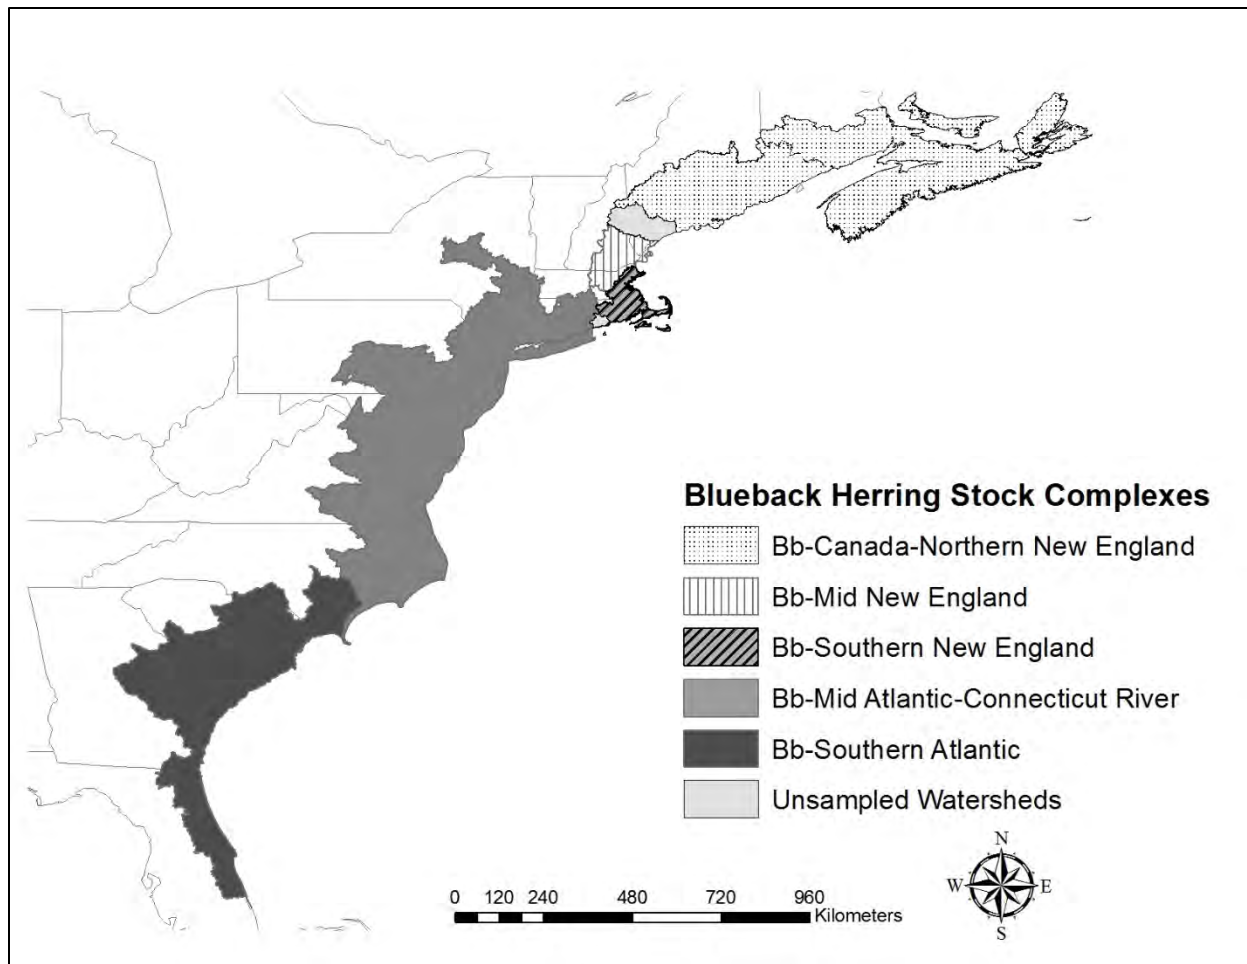 Blueback Herring Stock Complexes
Bb-Canada-Northern New England
Bb-Mid New England
Bb-Southern New England
Bb-Mid Atlantic-Connecticut River
Bb-Southern Atlantic
Unsampled Watersheds
N
W E
S
0 120 240 480 720 960
Kilometers